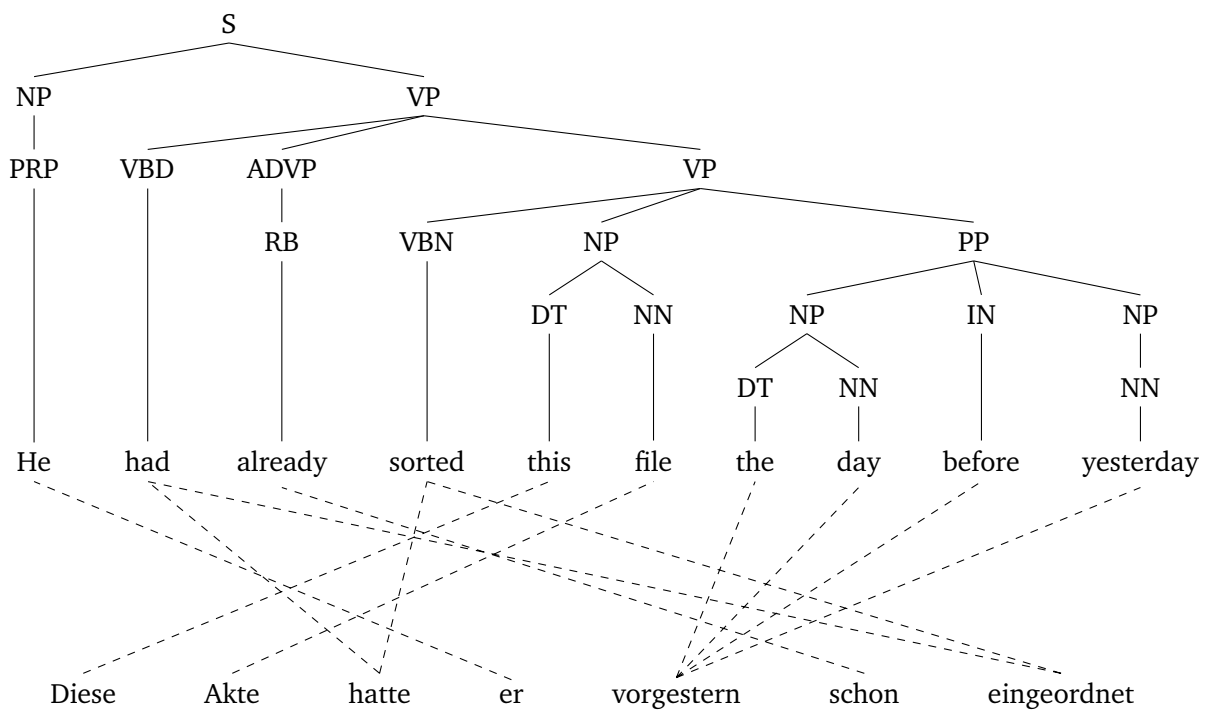 S
NP VP
PRP VBD ADVP VP
RB VBN NP PP
DT NN NP IN NP
DT NN NN
He had already sorted this file the day before yesterday
Diese Akte hatte er vorgestern schon eingeordnet